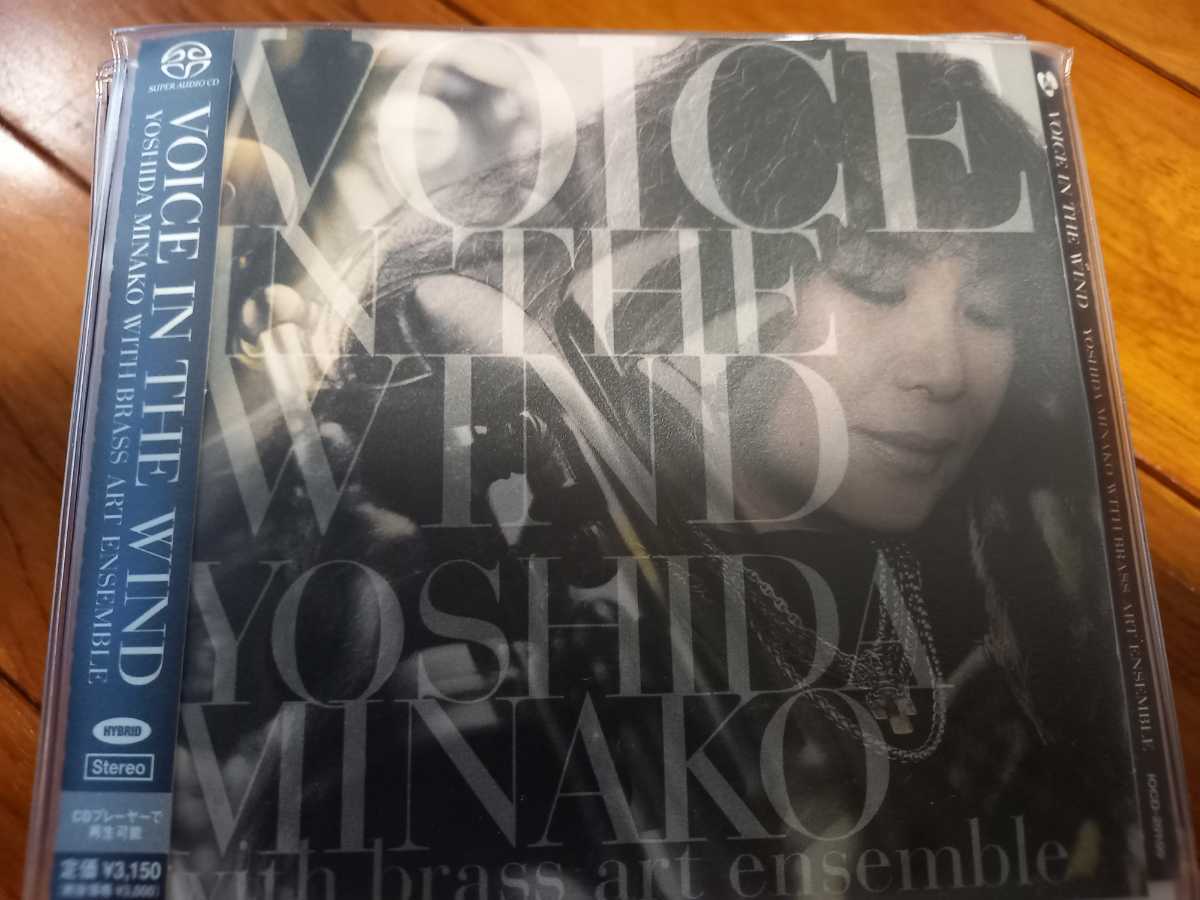 SUPER AUDIO CD
VOICE IN THE WIND
YOSHIDA MINAKO WITH BRASS ART ENSEMBLE
HYBRID
Stereo
CDプレーヤーで
再生可能
定価 ¥3,150
VOICE
IN THE
WIND
YOSHIDA
MINAKO
with brass art ensemble
VOICE IN THE WIND YOSHIDA MINAKO WITH BRASS ART ENSEMBLE